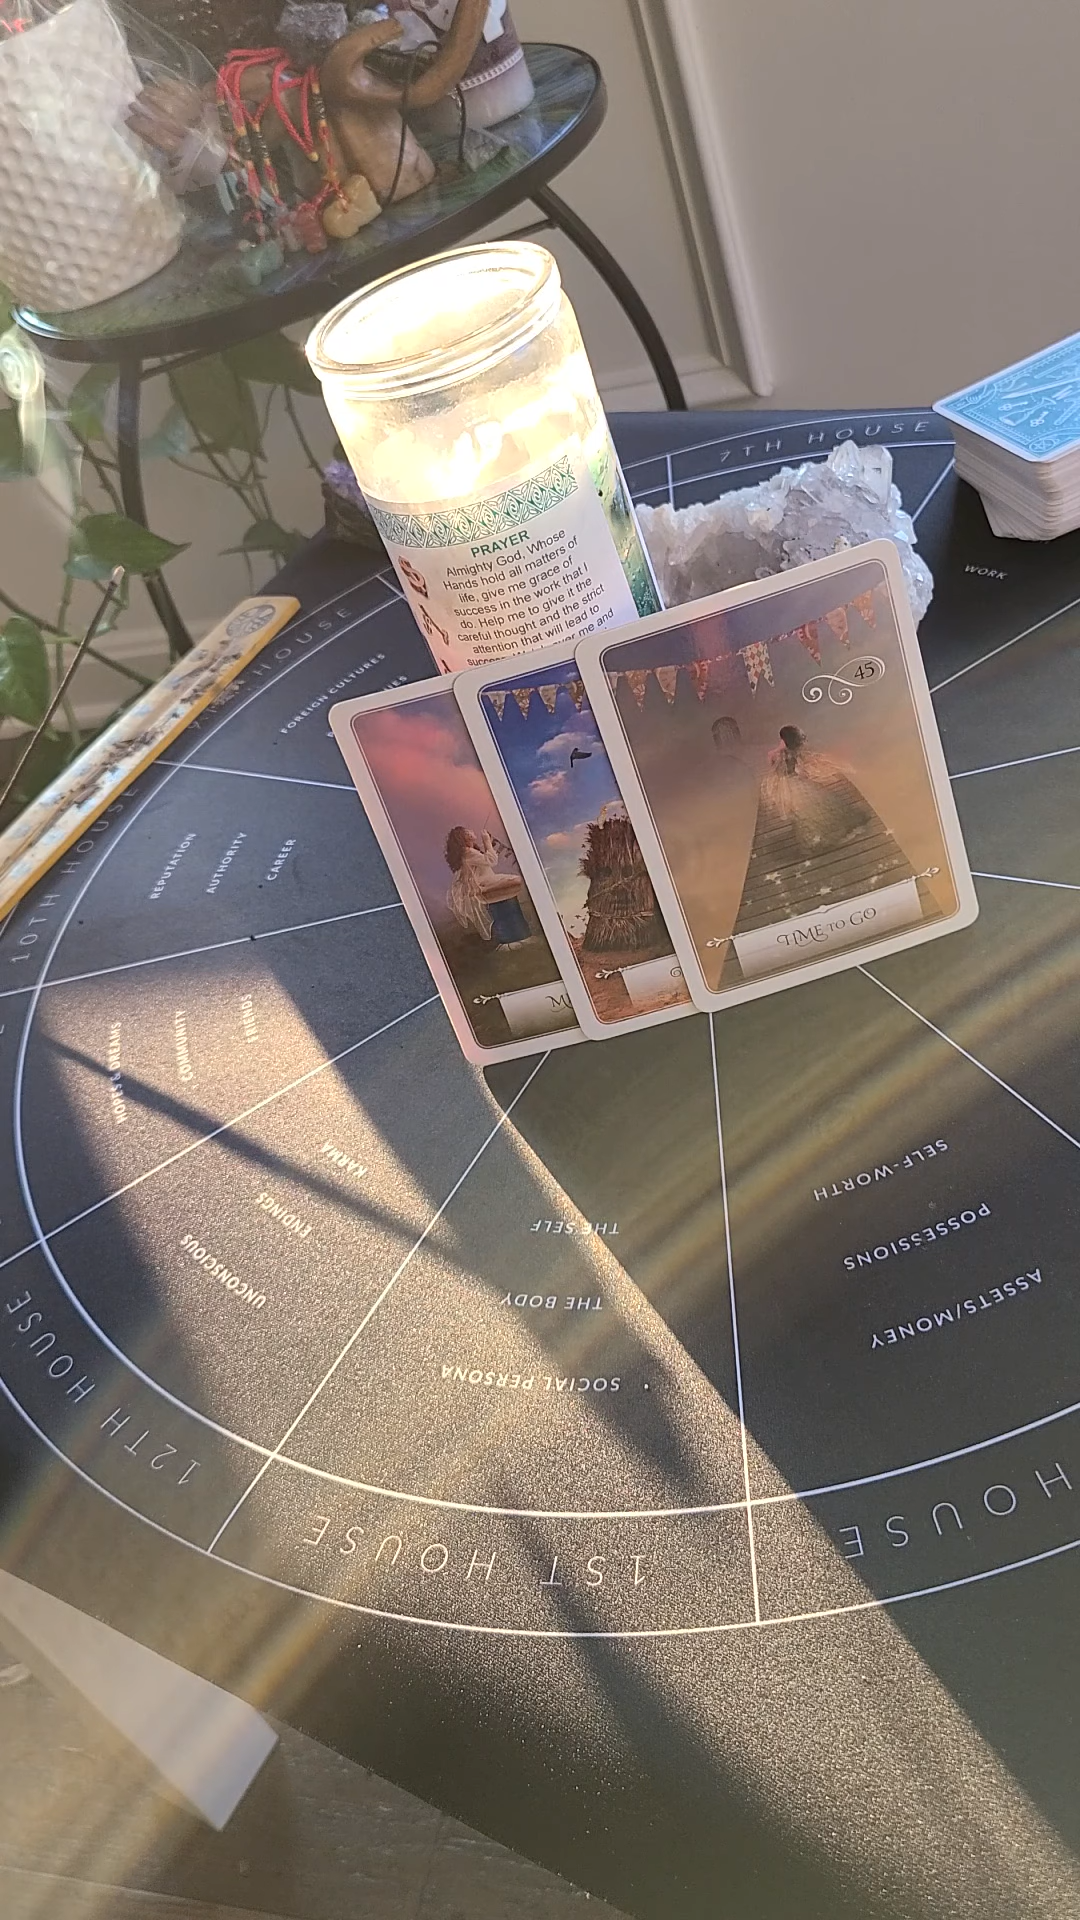 7TH HOUSE
WORK
PRAYER
Almighty God, Whose
Hands hold all matters of
life, give me grace of
success in the work that I
do. Help me to give it the
careful thought and the strict
attention that will lead to
me and
45
TIME TO GO
HOUSE
FOREIGN CULTURES
10TH HOUSE
REPUTATION
AUTHORITY
CAREER
HOPES & DREAMS
COMMUNITY
FRIENDS
KARMA
ENDINGS
UNCONSCIOUS
12TH HOUSE
THE SELF
THE BODY
SOCIAL PERSONA
1ST HOUSE
SELF-WORTH
POSSESSIONS
ASSETS/MONEY
HOUSE